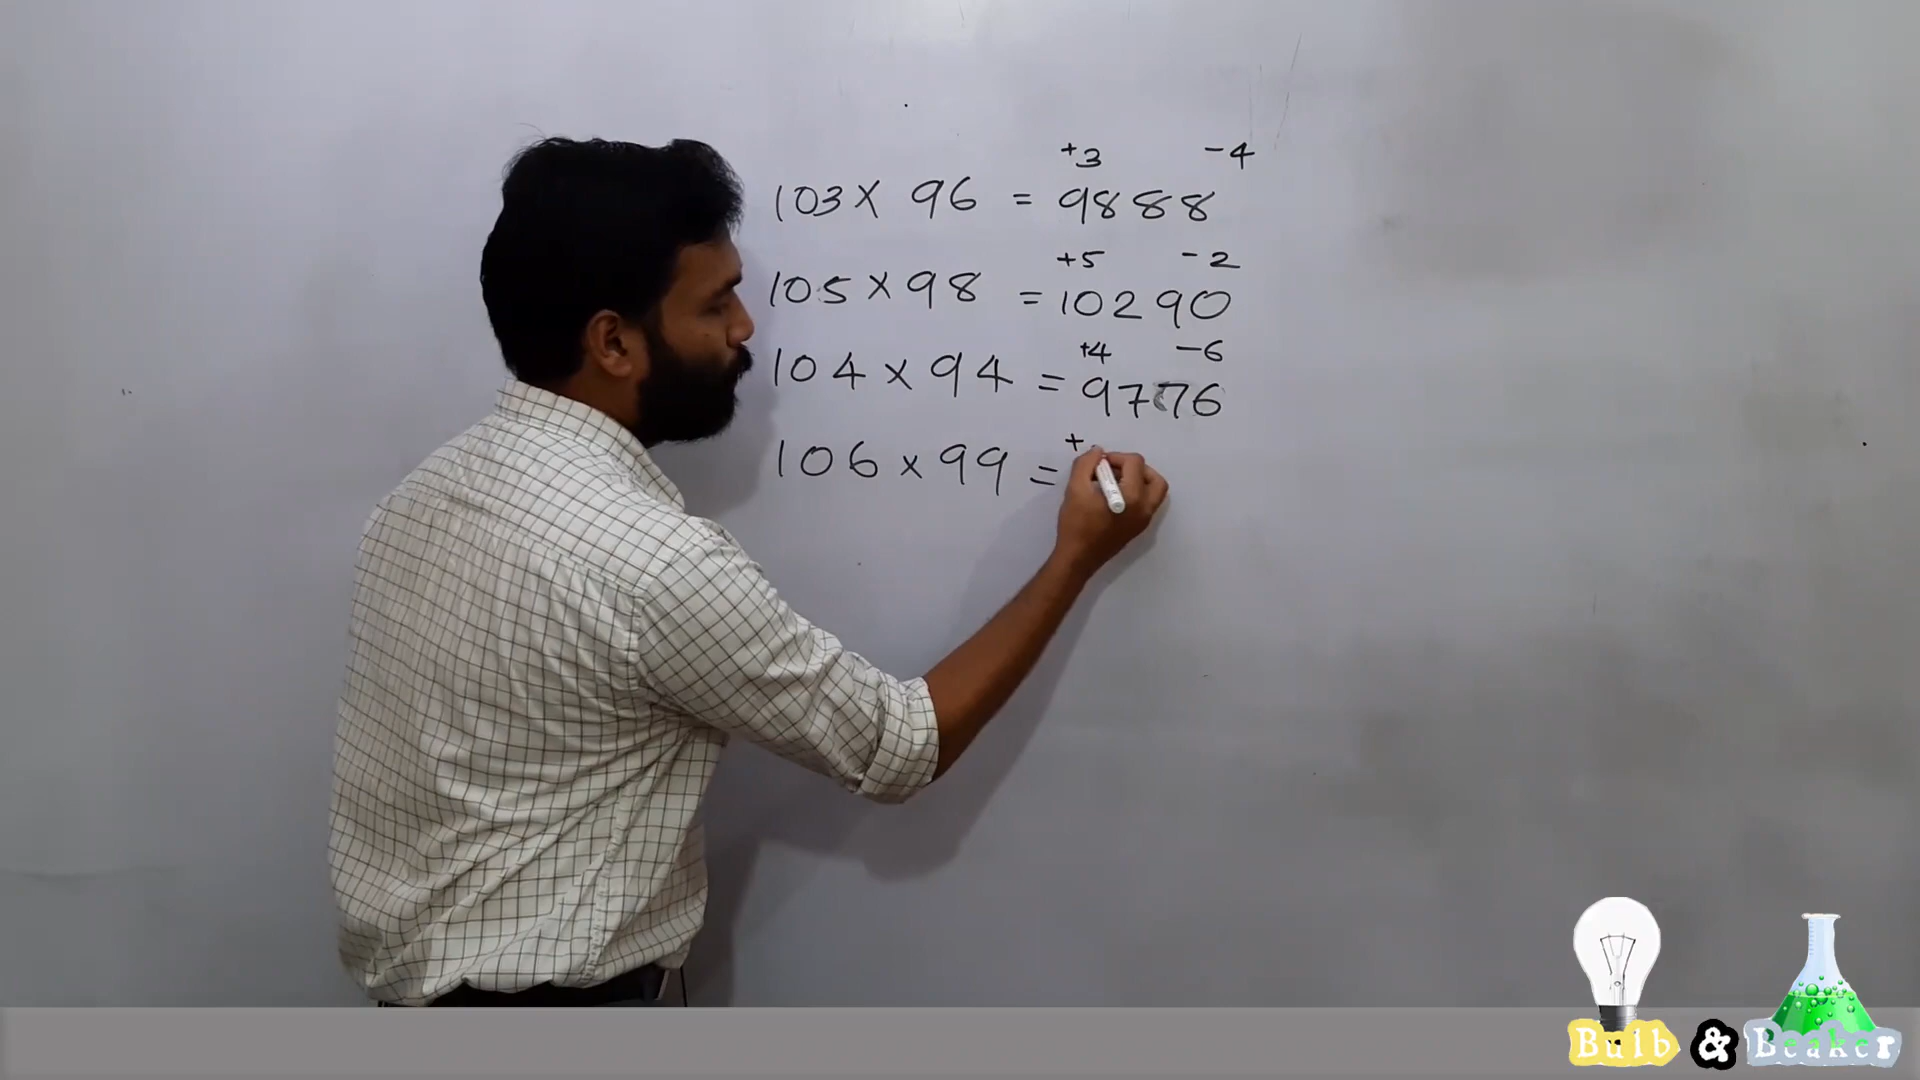 +3 -4
103 x 96 = 9888
+5 -2
105 x 98 = 10290
+4 -6
104 x 94 = 9776
+
106 x 99 =
Bulb & Beaker